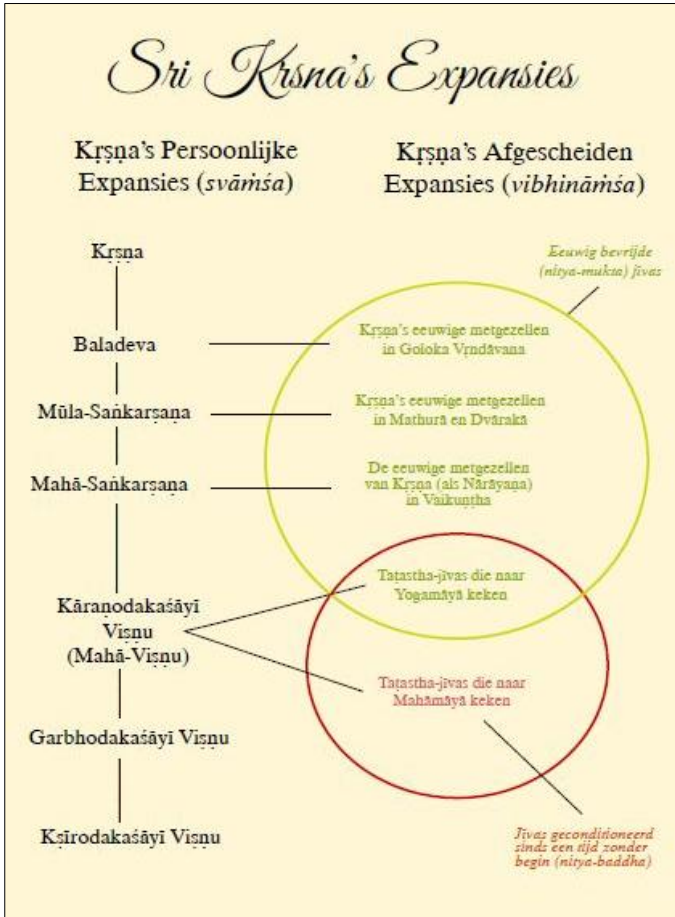 Sri Krsna's Expansies
Kṛṣṇa's Persoonlijke
Expansies (svāṁśa)
Kṛṣṇa's Afgescheiden
Expansies (vibhināṁśa)
Kṛṣna
Baladeva
Mūla-Saṅkarṣaṇa
Mahā-Saṅkarṣaṇa
Kāraṇodakaśāyī
Viṣṇu
(Mahā-Viṣṇu)
Garbhodakaśāyī Viṣṇu
Kṣīrodakaśāyī Viṣṇu
Eeuwig bevrijde
(nitya-mukta) jīvas
Kṛṣṇa's eeuwige metgezellen
in Goloka Vṛndāvana
Kṛṣṇa's eeuwige metgezellen
in Mathurā en Dvārakā
De eeuwige metgezellen
van Kṛṣṇa (als Nārāyaṇa)
in Vaikuṇṭha
Taṭastha-jīvas die naar
Yogamāyā keken
Taṭastha-jīvas die naar
Mahāmāyā keken
Jīvas geconditioneerd
sinds een tijd zonder
begin (nitya-baddha)